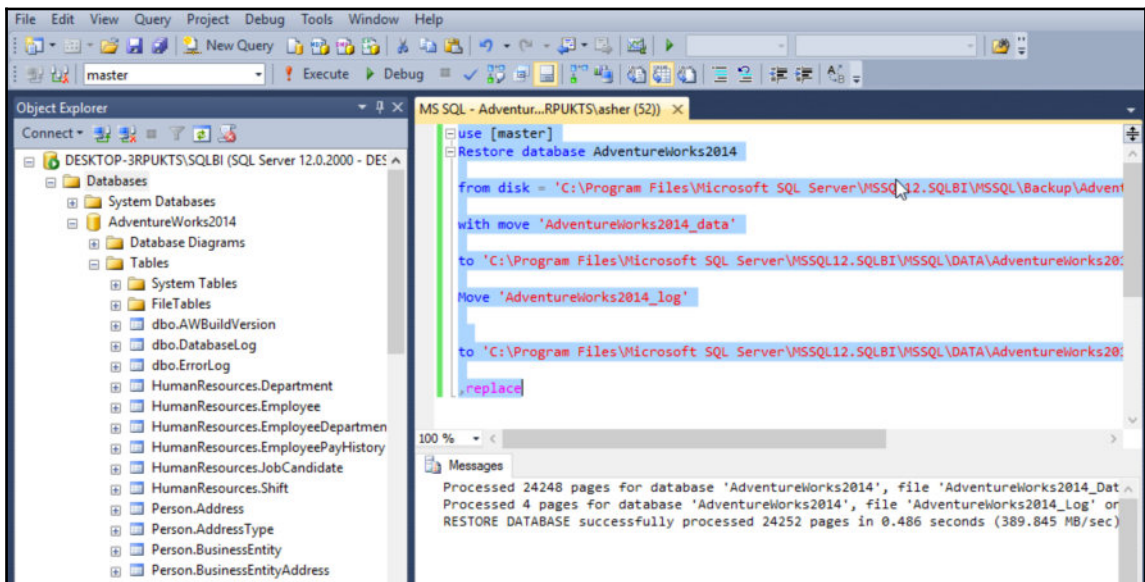 File Edit View Query Project Debug Tools Window Help
New Query
master Execute Debug
Object Explorer
Connect
DESKTOP-3RPUKTS\SQLBI (SQL Server 12.0.2000 - DES
Databases
System Databases
AdventureWorks2014
Database Diagrams
Tables
System Tables
FileTables
dbo.AWBuildVersion
dbo.DatabaseLog
dbo.ErrorLog
HumanResources.Department
HumanResources.Employee
HumanResources.EmployeeDepartmen
HumanResources.EmployeePayHistory
HumanResources.JobCandidate
HumanResources.Shift
Person.Address
Person.AddressType
Person.BusinessEntity
Person.BusinessEntityAddress
MS SQL - Adventur...RPUKTS\asher (52))
use [master]
Restore database AdventureWorks2014
from disk = 'C:\Program Files\Microsoft SQL Server\MSSQL12.SQLBI\MSSQL\Backup\Advent
with move 'AdventureWorks2014_data'
to 'C:\Program Files\Microsoft SQL Server\MSSQL12.SQLBI\MSSQL\DATA\AdventureWorks201
Move 'AdventureWorks2014_log'
to 'C:\Program Files\Microsoft SQL Server\MSSQL12.SQLBI\MSSQL\DATA\AdventureWorks201
,replace
100 %
Messages
Processed 24248 pages for database 'AdventureWorks2014', file 'AdventureWorks2014_Dat
Processed 4 pages for database 'AdventureWorks2014', file 'AdventureWorks2014_Log' on
RESTORE DATABASE successfully processed 24252 pages in 0.486 seconds (389.845 MB/sec)